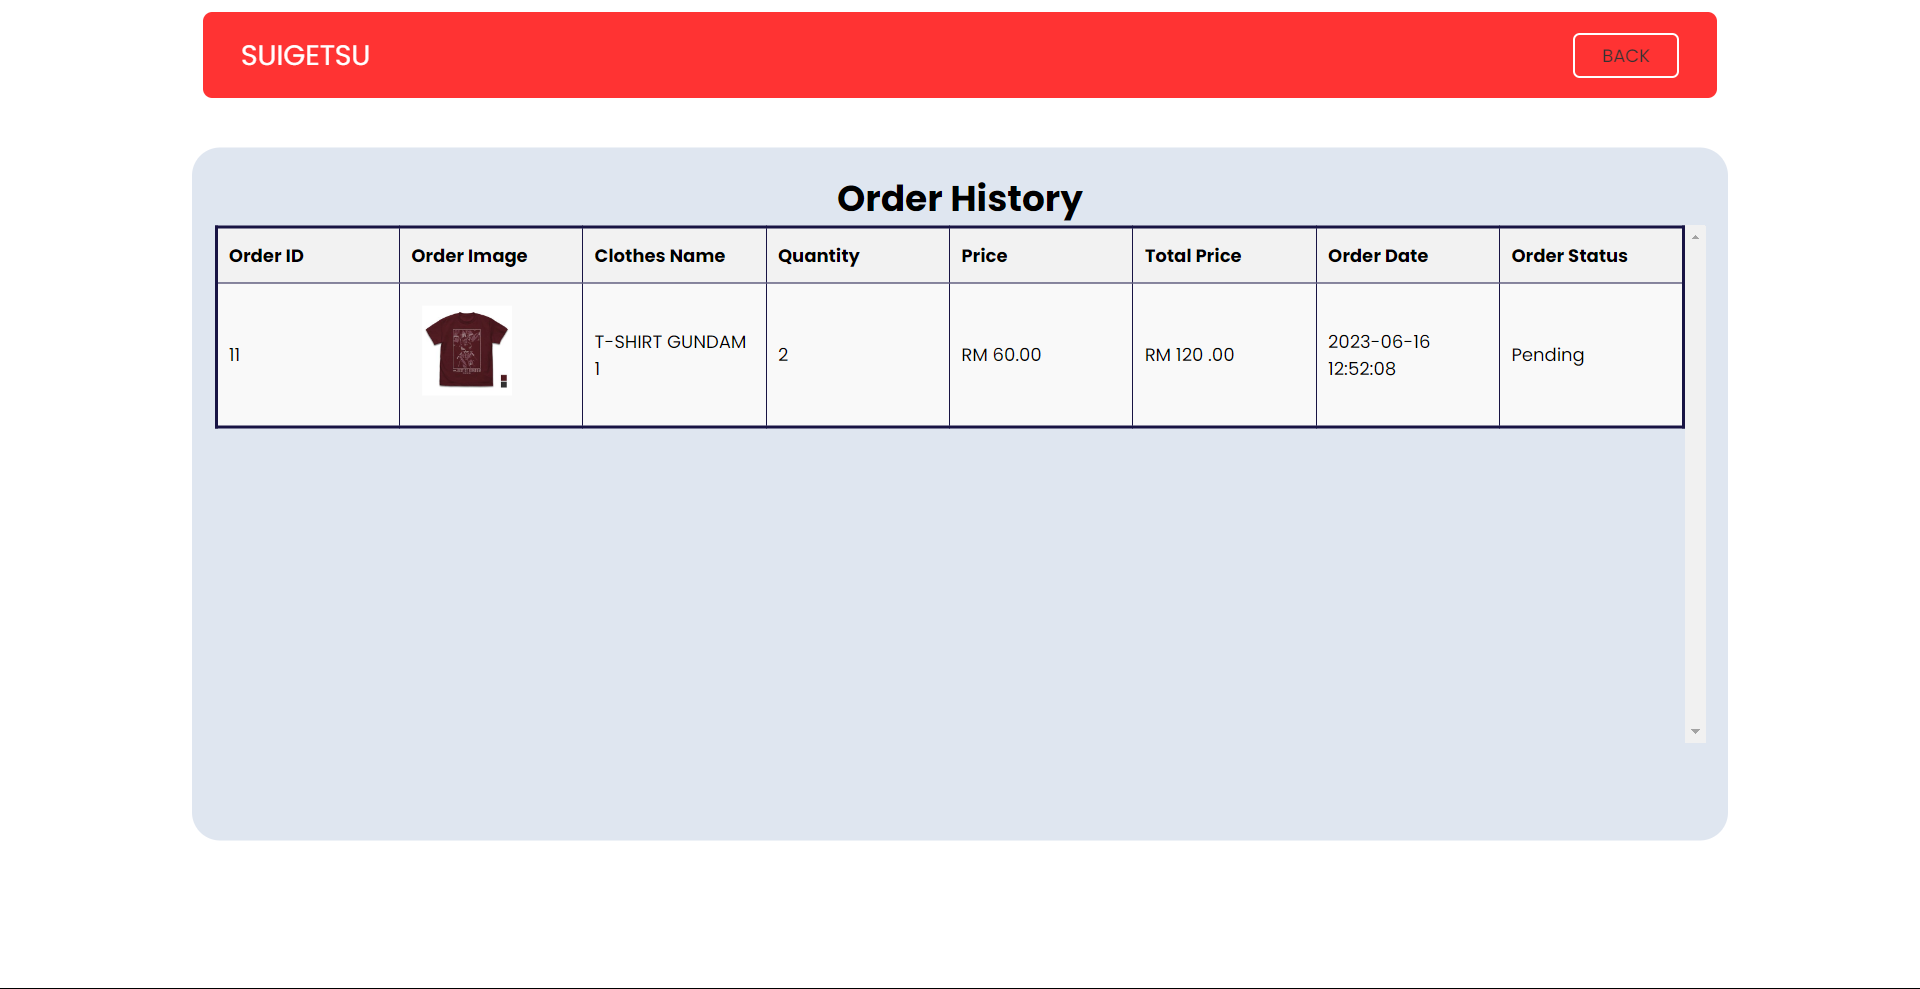 SUIGETSU
BACK
Order History
Order ID Order Image Clothes Name Quantity Price Total Price Order Date Order Status
11 T-SHIRT GUNDAM 1 2 RM 60.00 RM 120 .00 2023-06-16 12:52:08 Pending